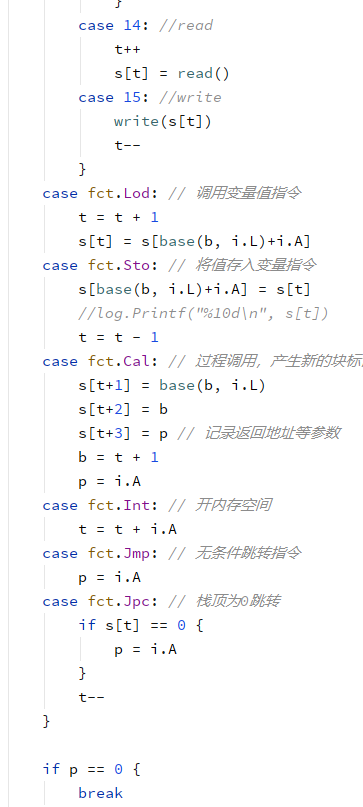 }
case 14: //read
t++
s[t] = read()
case 15: //write
write(s[t])
t--
}
case fct.Lod: // 调用变量值指令
t = t + 1
s[t] = s[base(b, i.L)+i.A]
case fct.Sto: // 将值存入变量指令
s[base(b, i.L)+i.A] = s[t]
//log.Printf("%10d\n", s[t])
t = t - 1
case fct.Cal: // 过程调用，产生新的块标
s[t+1] = base(b, i.L)
s[t+2] = b
s[t+3] = p // 记录返回地址等参数
b = t + 1
p = i.A
case fct.Int: // 开内存空间
t = t + i.A
case fct.Jmp: // 无条件跳转指令
p = i.A
case fct.Jpc: // 栈顶为0跳转
if s[t] == 0 {
p = i.A
}
t--
}
if p == 0 {
break